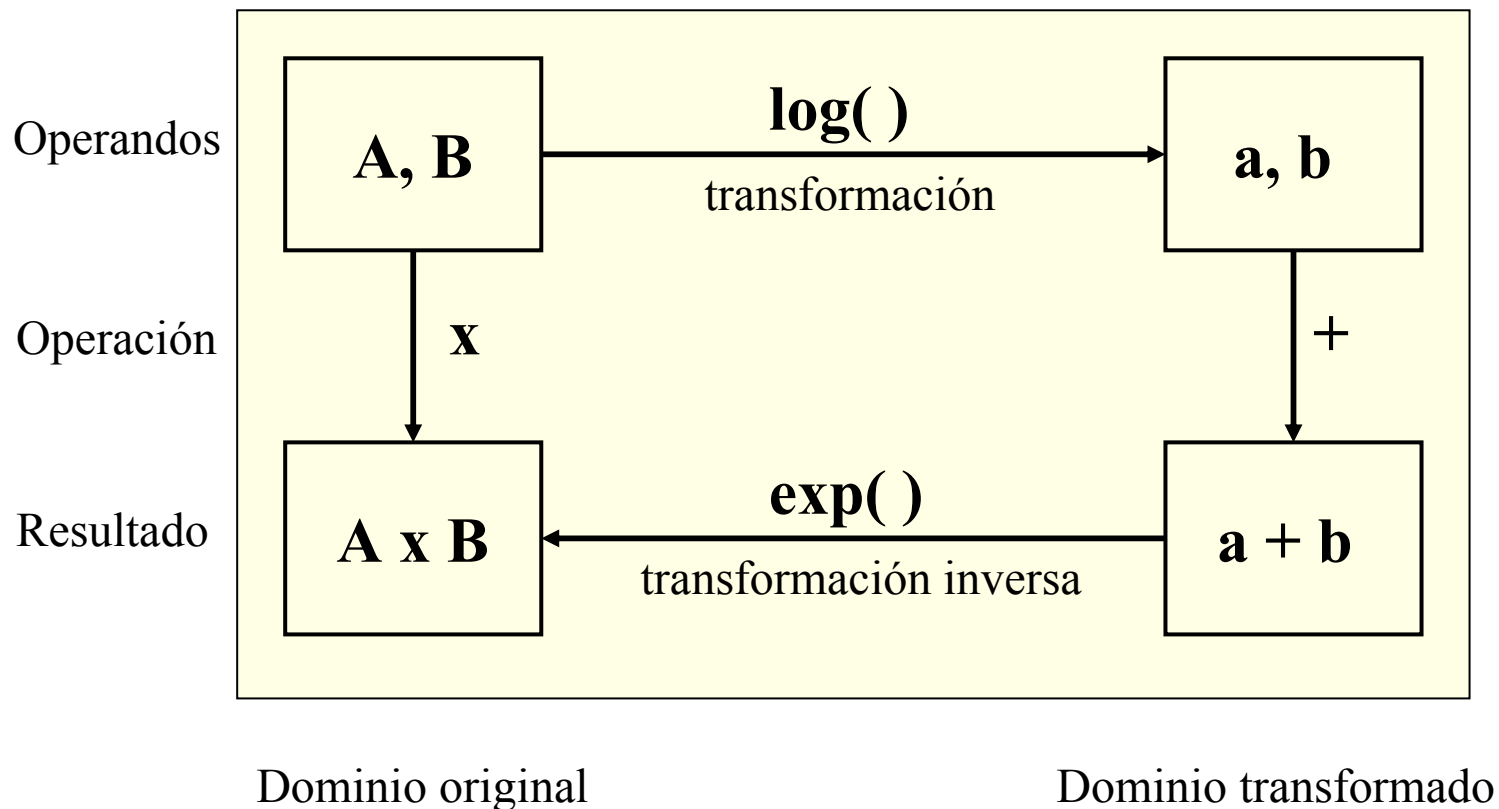 log( )
Operandos
A, B
a, b
transformación
Operación
x
+
exp( )
Resultado
A x B
a + b
transformación inversa
Dominio original
Dominio transformado